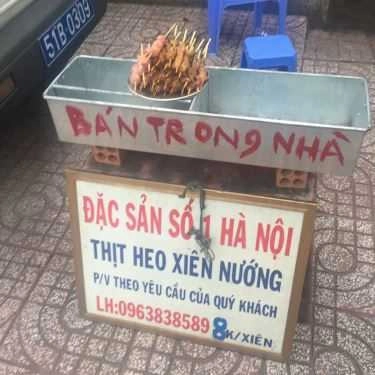 51B-0309
BÁN TRONG NHÀ
ĐẶC SẢN SỐ 1 HÀ NỘI
THỊT HEO XIÊN NƯỚNG
P/V THEO YÊU CẦU CỦA QUÝ KHÁCH
LH:0963838589 8K/XIÊN